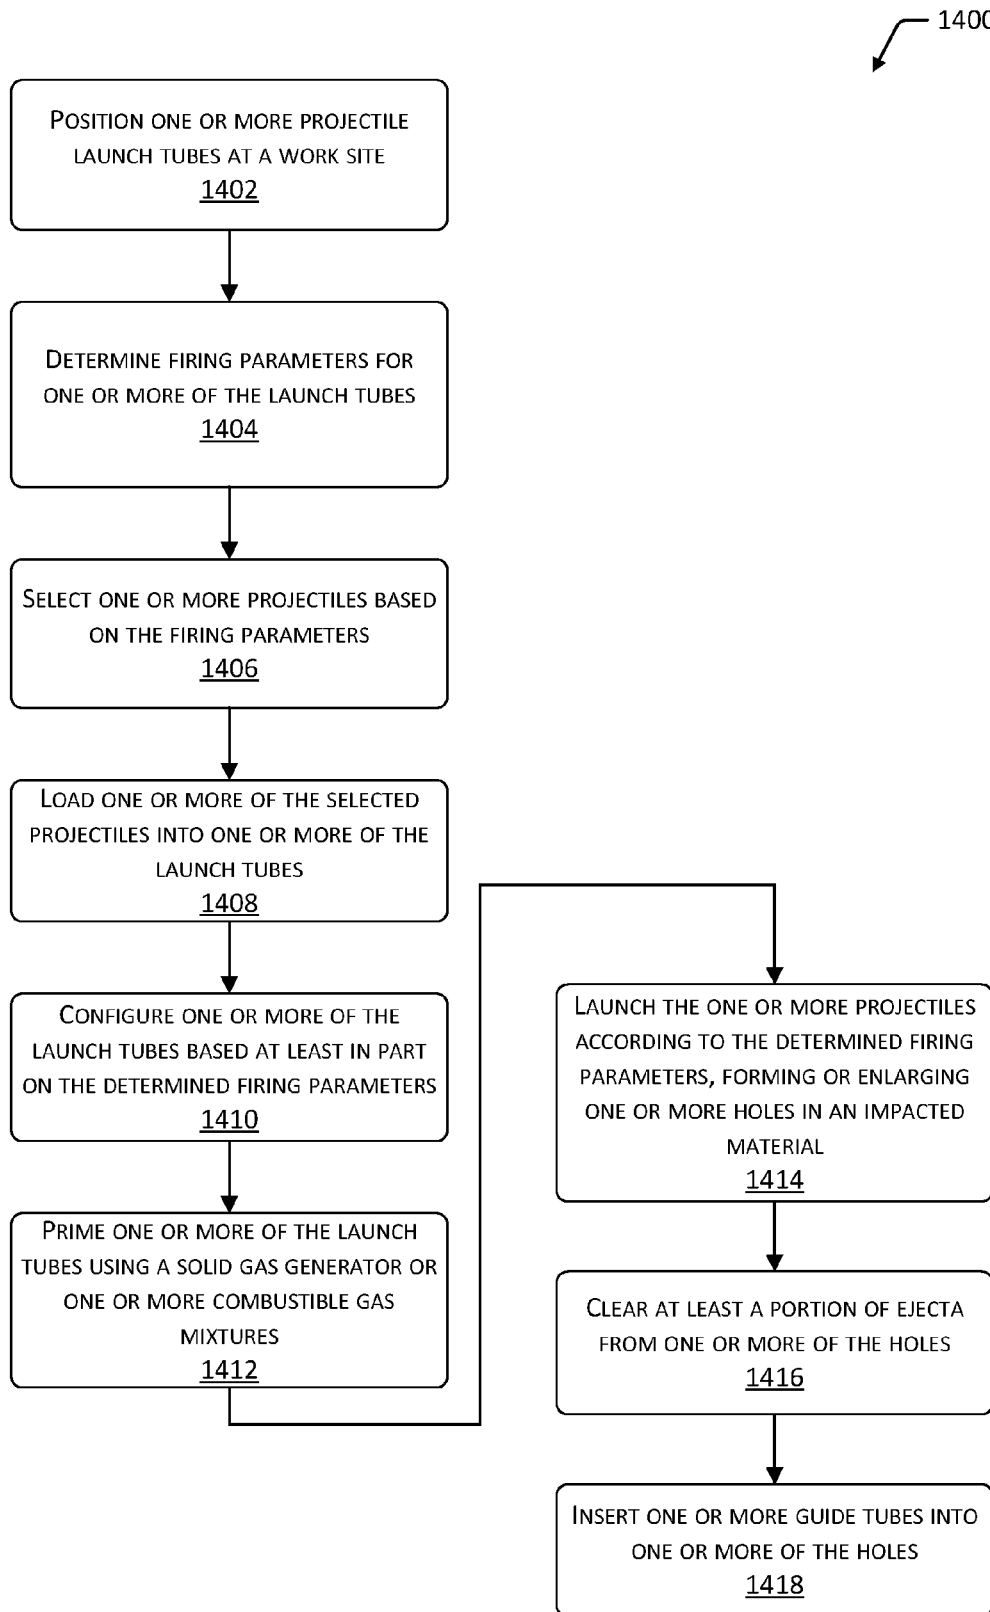 1400
POSITION ONE OR MORE PROJECTILE
LAUNCH TUBES AT A WORK SITE
1402
DETERMINE FIRING PARAMETERS FOR
ONE OR MORE OF THE LAUNCH TUBES
1404
SELECT ONE OR MORE PROJECTILES BASED
ON THE FIRING PARAMETERS
1406
LOAD ONE OR MORE OF THE SELECTED
PROJECTILES INTO ONE OR MORE OF THE
LAUNCH TUBES
1408
CONFIGURE ONE OR MORE OF THE
LAUNCH TUBES BASED AT LEAST IN PART
ON THE DETERMINED FIRING PARAMETERS
1410
PRIME ONE OR MORE OF THE LAUNCH
TUBES USING A SOLID GAS GENERATOR OR
ONE OR MORE COMBUSTIBLE GAS
MIXTURES
1412
LAUNCH THE ONE OR MORE PROJECTILES
ACCORDING TO THE DETERMINED FIRING
PARAMETERS, FORMING OR ENLARGING
ONE OR MORE HOLES IN AN IMPACTED
MATERIAL
1414
CLEAR AT LEAST A PORTION OF EJECTA
FROM ONE OR MORE OF THE HOLES
1416
INSERT ONE OR MORE GUIDE TUBES INTO
ONE OR MORE OF THE HOLES
1418